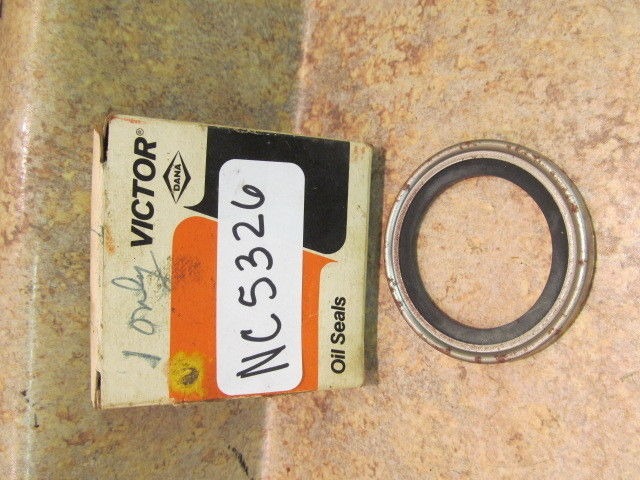 VICTOR®
DANA
1 only
NC5326
Oil Seals